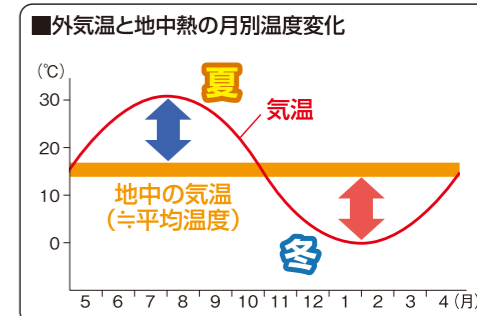 ■外気温と地中熱の月別温度変化
(℃)
夏
30
気温
20
10
地中の気温
(≒平均温度)
冬
0
5 6 7 8 9 10 11 12 1 2 3 4 (月)